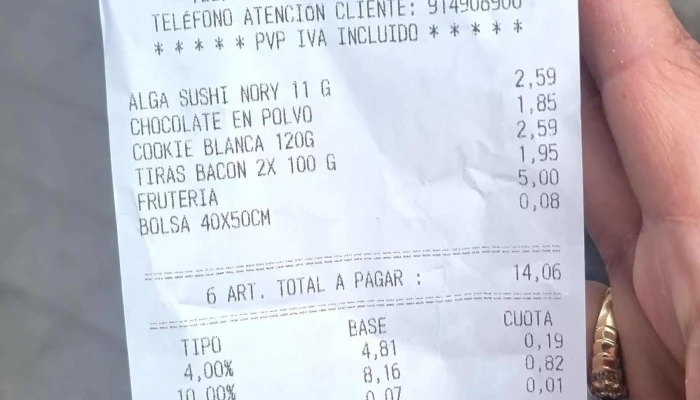 TELÉFONO ATENCION CLIENTE: 914908900
* * * * * PVP IVA INCLUIDO * * * * *
ALGA SUSHI NORY 11 G 2,59
CHOCOLATE EN POLVO 1,85
COOKIE BLANCA 120G 2,59
TIRAS BACON 2X 100 G 1,95
FRUTERIA 5,00
BOLSA 40X50CM 0,08
6 ART. TOTAL A PAGAR : 14,06
TIPO BASE CUOTA
4,00% 4,81 0,19
10,00% 8,16 0,82
0,07 0,01